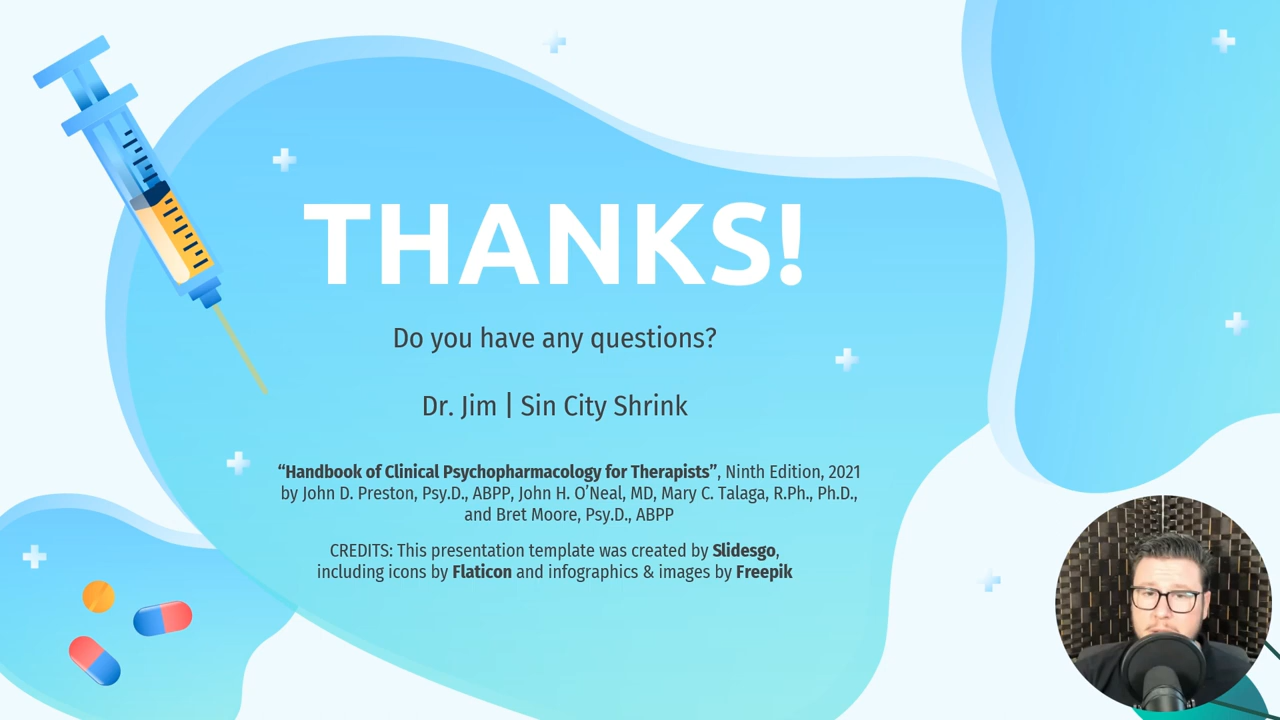 THANKS!
Do you have any questions?
Dr. Jim | Sin City Shrink
“Handbook of Clinical Psychopharmacology for Therapists”, Ninth Edition, 2021
by John D. Preston, Psy.D., ABPP, John H. O’Neal, MD, Mary C. Talaga, R.Ph., Ph.D.,
and Bret Moore, Psy.D., ABPP
CREDITS: This presentation template was created by Slidesgo,
including icons by Flaticon and infographics & images by Freepik